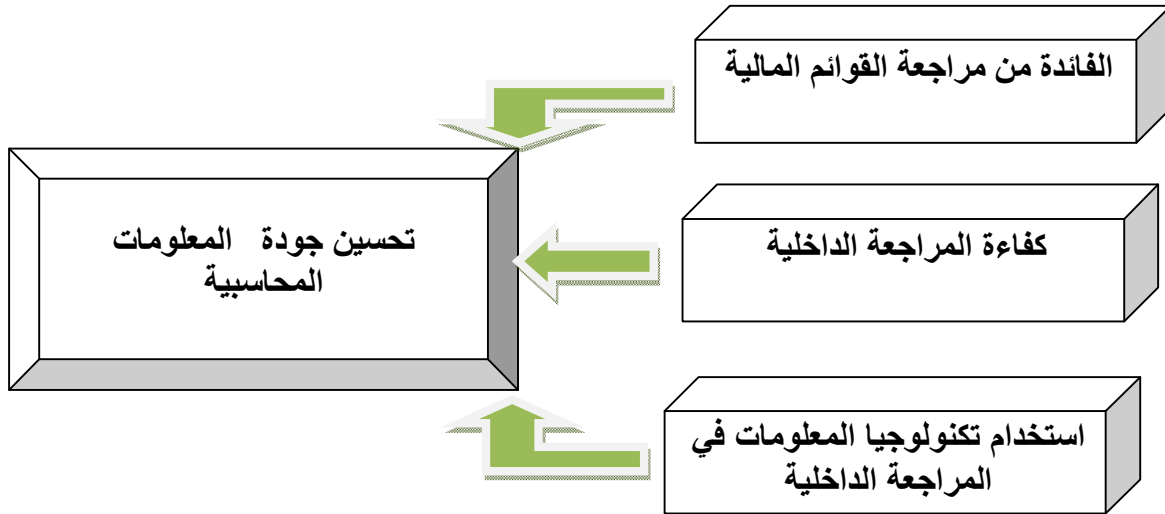 الفائدة من مراجعة القوائم المالية
كفاءة المراجعة الداخلية
تحسين جودة المعلومات
المحاسبية
استخدام تكنولوجيا المعلومات في
المراجعة الداخلية